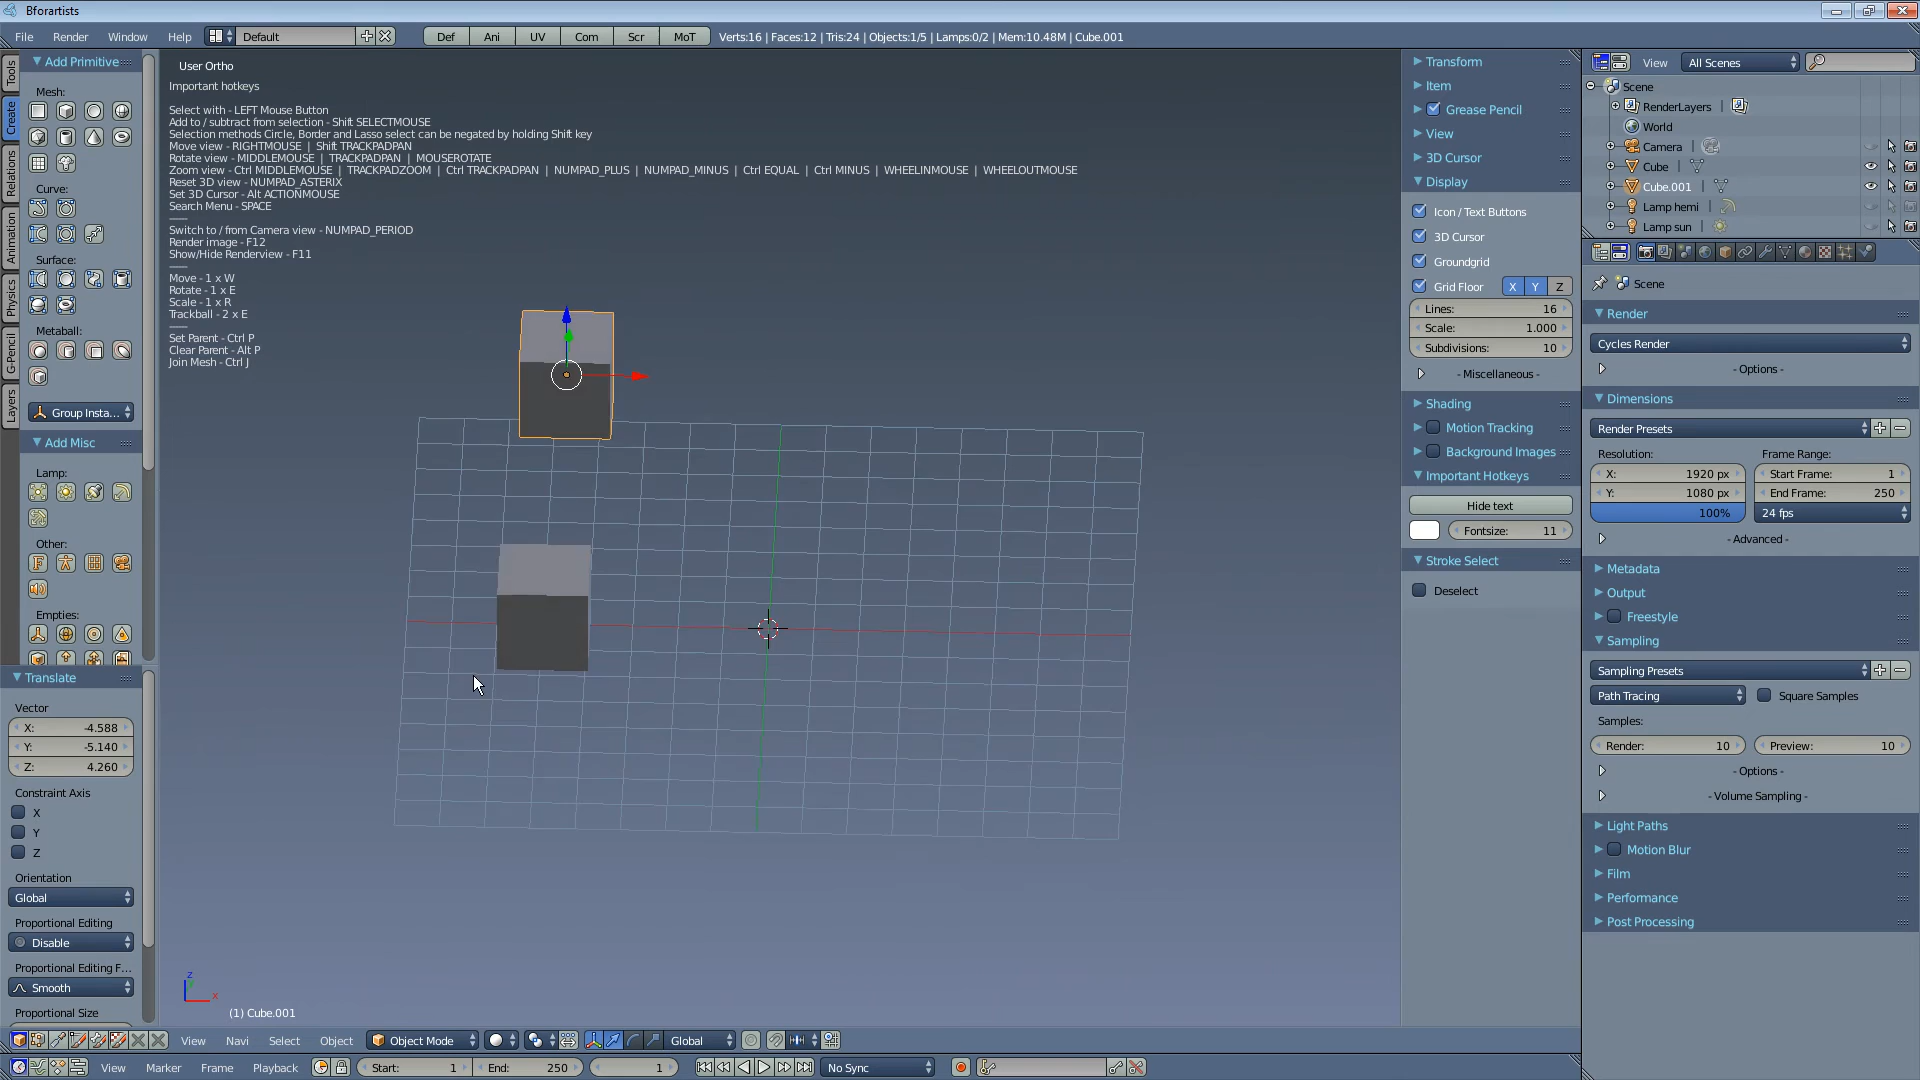 Bforartists
File Render Window Help Default Def Ani UV Com Scr MoT Verts:16 | Faces:12 | Tris:24 | Objects:1/5 | Lamps:0/2 | Mem:10.48M | Cube.001
Tools
Create
Relations
Animation
Physics
G-Pencil
Layers
Add Primitive
Mesh:
Curve:
Surface:
Metaball:
Group Insta...
Add Misc
Lamp:
Other:
F
Empties:
Translate
Vector
X: -4.588
Y: -5.140
Z: 4.260
Constraint Axis
X
Y
Z
Orientation
Global
Proportional Editing
Disable
Proportional Editing F...
Smooth
Proportional Size
User Ortho
Important hotkeys
Select with - LEFT Mouse Button
Add to / subtract from selection - Shift SELECTMOUSE
Selection methods Circle, Border and Lasso select can be negated by holding Shift key
Move view - RIGHTMOUSE | Shift TRACKPADPAN
Rotate view - MIDDLEMOUSE | TRACKPADPAN | MOUSEROTATE
Zoom view - Ctrl MIDDLEMOUSE | TRACKPADZOOM | Ctrl TRACKPADPAN | NUMPAD_PLUS | NUMPAD_MINUS | Ctrl EQUAL | Ctrl MINUS | WHEELINMOUSE | WHEELOUTMOUSE
Reset 3D view - NUMPAD_ASTERIX
Set 3D Cursor - Alt ACTIONMOUSE
Search Menu - SPACE
Switch to / from Camera view - NUMPAD_PERIOD
Render image - F12
Show/Hide Renderview - F11
Move - 1 x W
Rotate - 1 x E
Scale - 1 x R
Trackball - 2 x E
Set Parent - Ctrl P
Clear Parent - Alt P
Join Mesh - Ctrl J
z
x
(1) Cube.001
Transform
Item
Grease Pencil
View
3D Cursor
Display
Icon / Text Buttons
3D Cursor
Groundgrid
Grid Floor X Y Z
Lines: 16
Scale: 1.000
Subdivisions: 10
- Miscellaneous -
Shading
Motion Tracking
Background Images
Important Hotkeys
Hide text
Fontsize: 11
Stroke Select
Deselect
View All Scenes
Scene
RenderLayers
World
Camera
Cube
Cube.001
Lamp hemi
Lamp sun
Scene
Render
Cycles Render
- Options -
Dimensions
Render Presets
Resolution: Frame Range:
X: 1920 px Start Frame: 1
Y: 1080 px End Frame: 250
100% 24 fps
- Advanced -
Metadata
Output
Freestyle
Sampling
Sampling Presets
Path Tracing Square Samples
Samples:
Render: 10 Preview: 10
- Options -
- Volume Sampling -
Light Paths
Motion Blur
Film
Performance
Post Processing
View Navi Select Object Object Mode Global
View Marker Frame Playback Start: 1 End: 250 1 No Sync